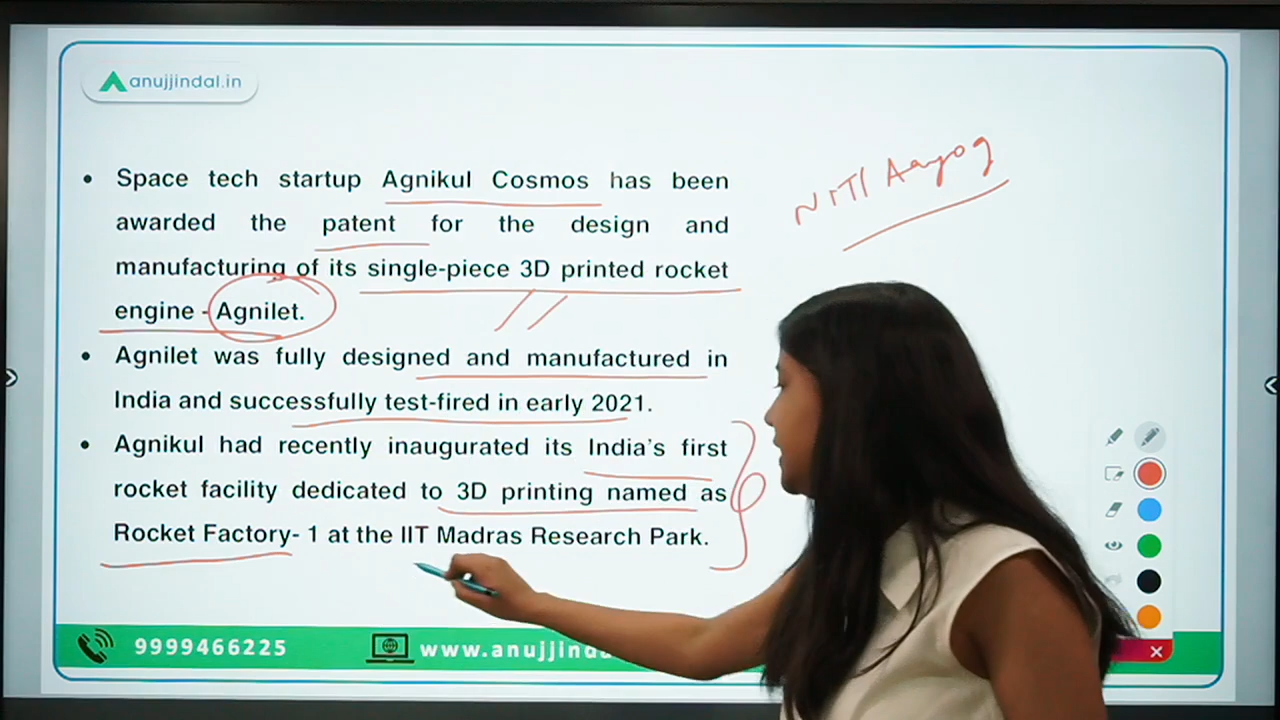 anujjindal.in
Space tech startup Agnikul Cosmos has been
awarded the patent for the design and
manufacturing of its single-piece 3D printed rocket
engine - Agnilet.
Agnilet was fully designed and manufactured in
India and successfully test-fired in early 2021.
Agnikul had recently inaugurated its India's first
rocket facility dedicated to 3D printing named as
Rocket Factory- 1 at the IIT Madras Research Park.
NITI Aayog
9999466225
www.anujjinda